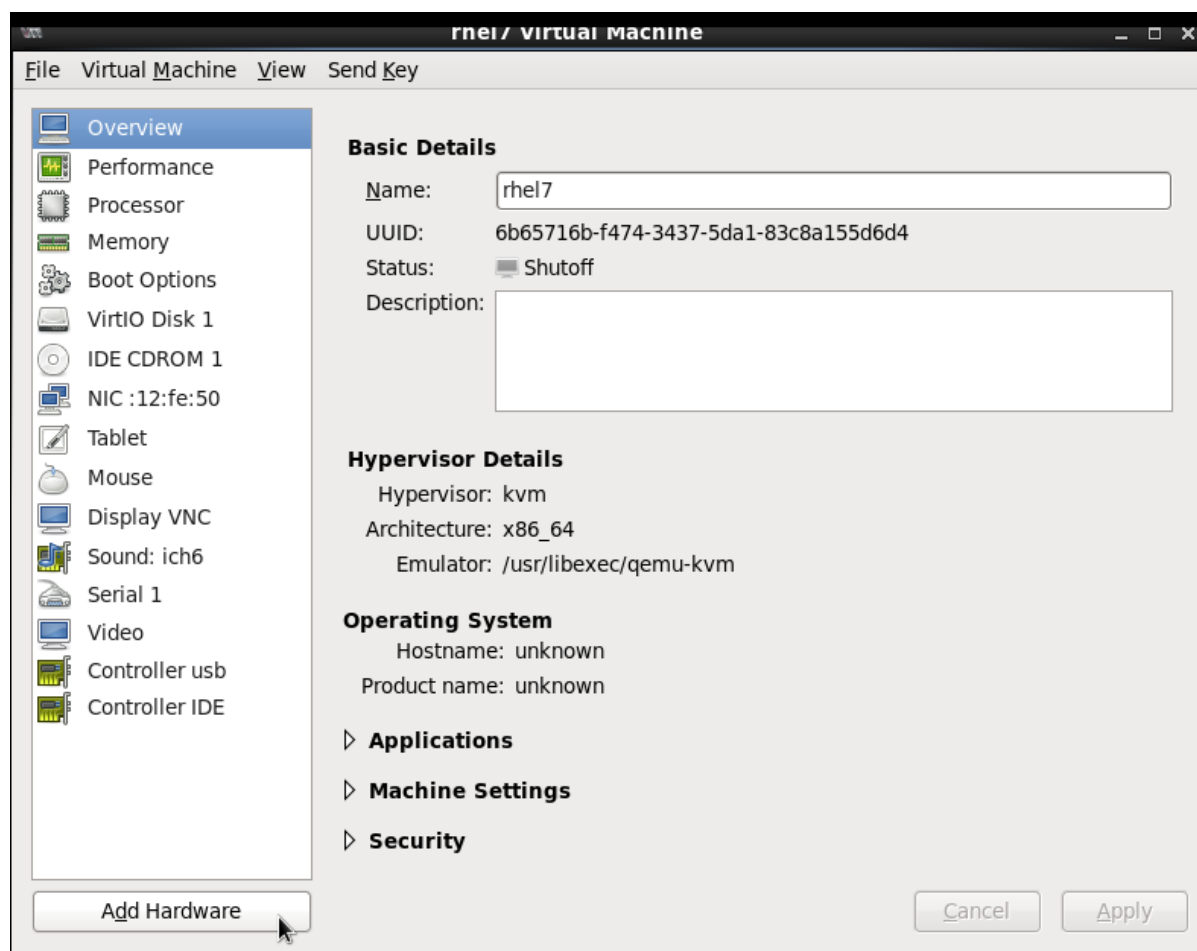 rhel7 Virtual Machine
File Virtual Machine View Send Key
Overview
Performance
Processor
Memory
Boot Options
VirtIO Disk 1
IDE CDROM 1
NIC :12:fe:50
Tablet
Mouse
Display VNC
Sound: ich6
Serial 1
Video
Controller usb
Controller IDE
Add Hardware
Basic Details
Name: rhel7
UUID: 6b65716b-f474-3437-5da1-83c8a155d6d4
Status: Shutoff
Description:
Hypervisor Details
Hypervisor: kvm
Architecture: x86_64
Emulator: /usr/libexec/qemu-kvm
Operating System
Hostname: unknown
Product name: unknown
Applications
Machine Settings
Security
Cancel Apply